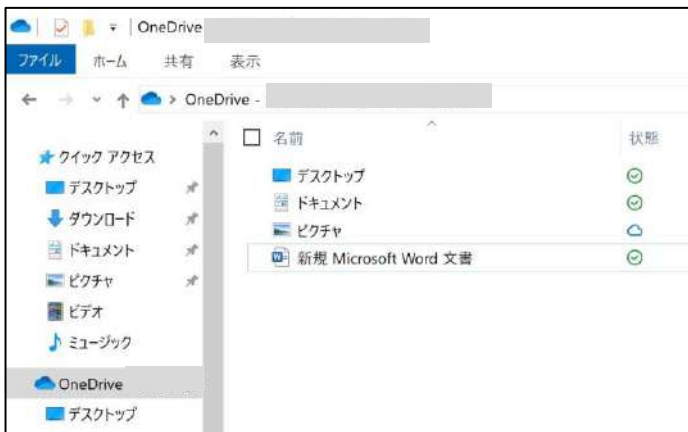 OneDrive
ファイル ホーム 共有 表示
OneDrive -
名前 状態
クイック アクセス
デスクトップ
ダウンロード
ドキュメント
ピクチャ
ビデオ
ミュージック
OneDrive
デスクトップ
デスクトップ
ドキュメント
ピクチャ
新規 Microsoft Word 文書